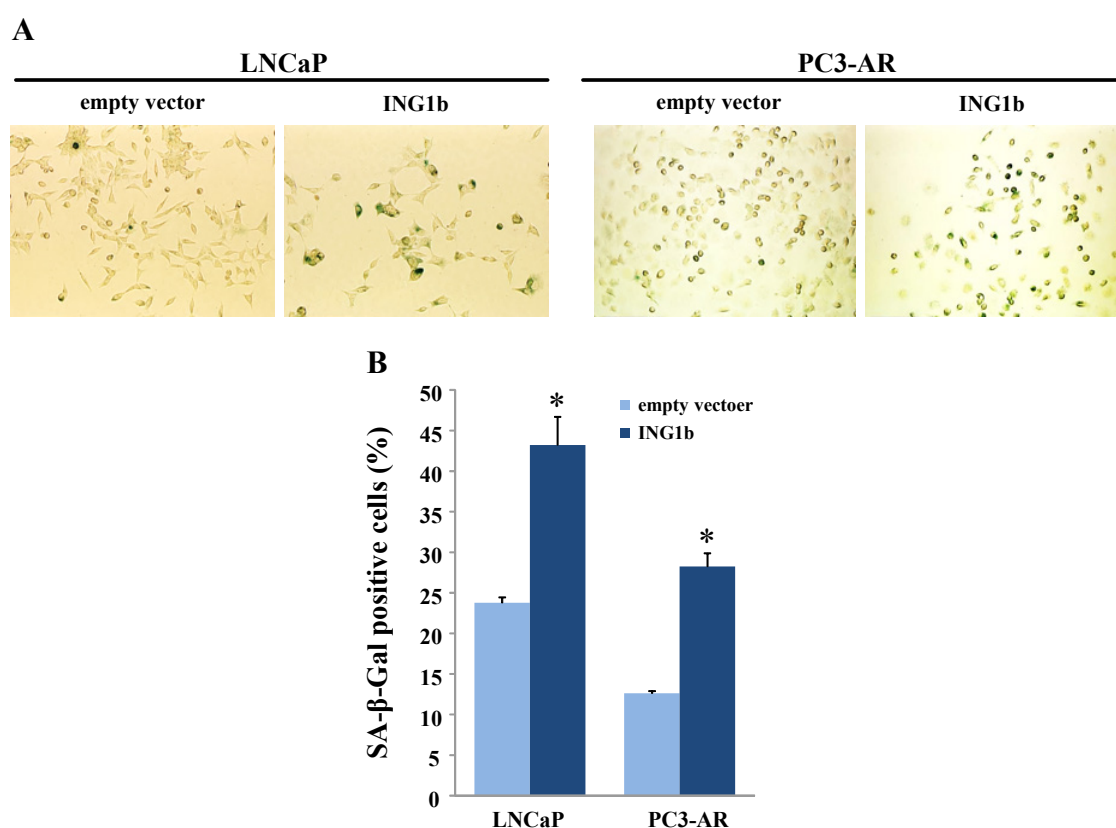 A
LNCaP
PC3-AR
empty vector
ING1b
empty vector
ING1b
B
SA-β-Gal positive cells (%)
50
45
40
35
30
25
20
15
10
5
0
*
*
empty vectoer
ING1b
LNCaP
PC3-AR